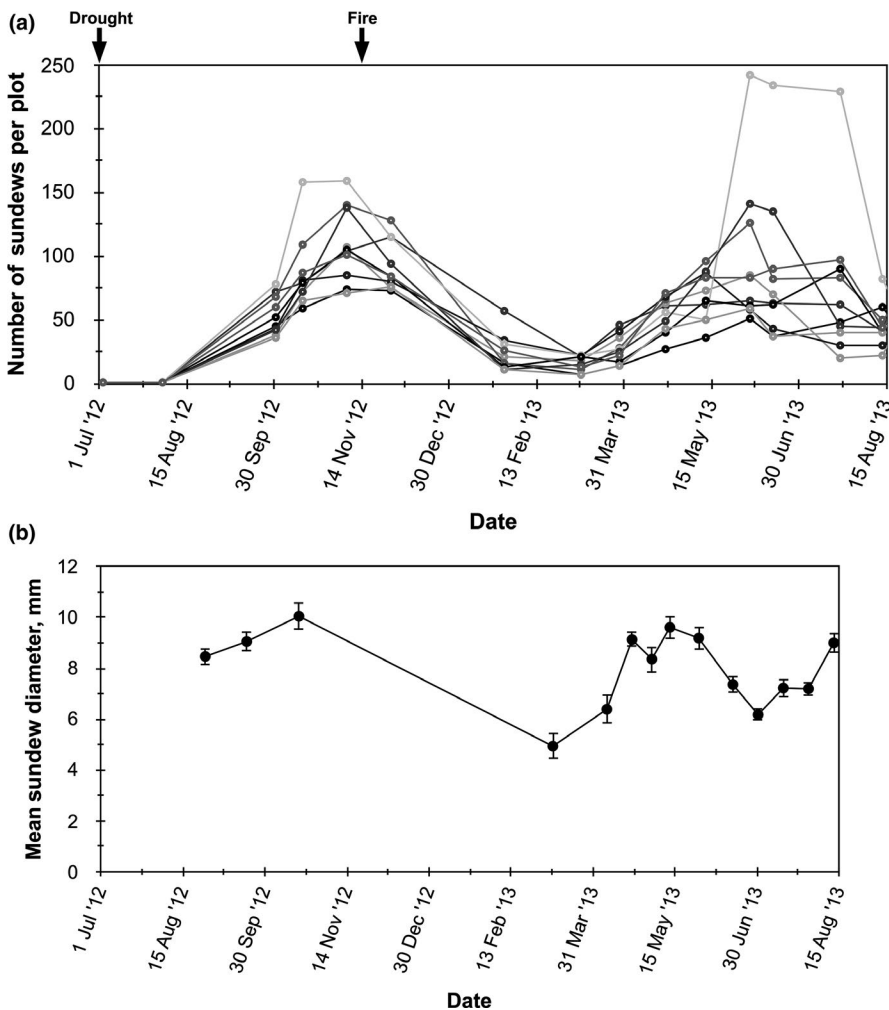 (a)
Drought
Fire
Number of sundews per plot
250
200
150
100
50
0
1 Jul '12
15 Aug '12
30 Sep '12
14 Nov '12
30 Dec '12
13 Feb '13
31 Mar '13
15 May '13
30 Jun '13
15 Aug '13
Date
(b)
Mean sundew diameter, mm
12
10
8
6
4
2
0
1 Jul '12
15 Aug '12
30 Sep '12
14 Nov '12
30 Dec '12
13 Feb '13
31 Mar '13
15 May '13
30 Jun '13
15 Aug '13
Date